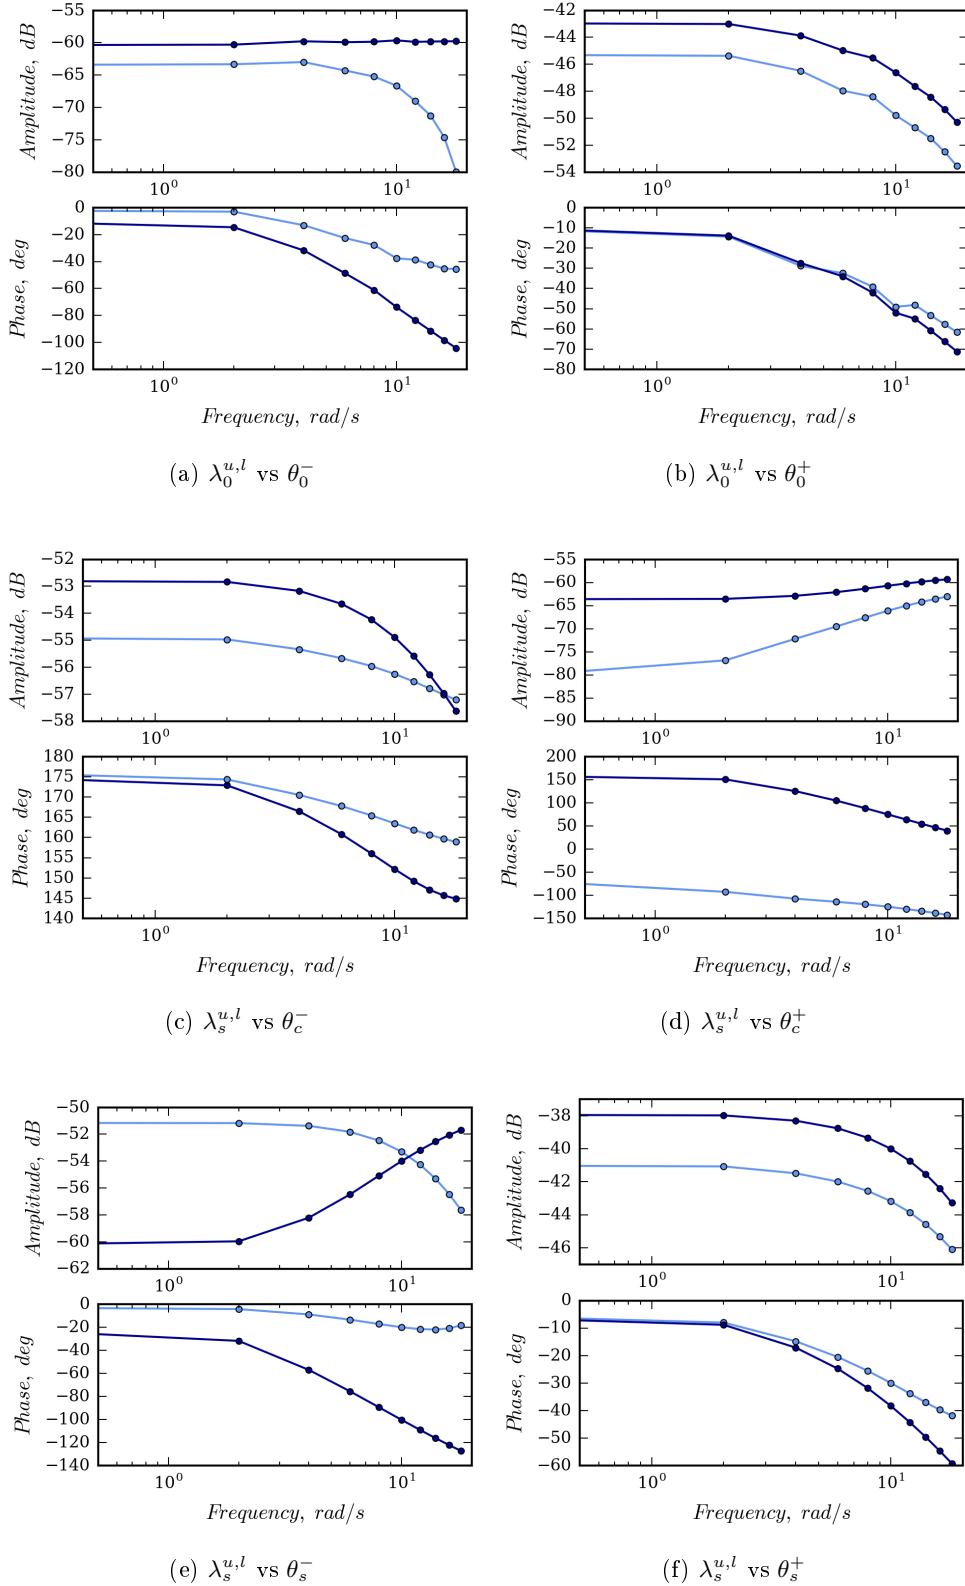 −55 −60 −65 −70 −75 −80
Amplitude, dB
10⁰ 10¹
0 −20 −40 −60 −80 −100 −120
Phase, deg
10⁰ 10¹
Frequency, rad/s
(a) λ₀^{u,l} vs θ₀^−
−42 −44 −46 −48 −50 −52 −54
Amplitude, dB
10⁰ 10¹
0 −10 −20 −30 −40 −50 −60 −70 −80
Phase, deg
10⁰ 10¹
Frequency, rad/s
(b) λ₀^{u,l} vs θ₀^+
−52 −53 −54 −55 −56 −57 −58
Amplitude, dB
10⁰ 10¹
180 175 170 165 160 155 150 145 140
Phase, deg
10⁰ 10¹
Frequency, rad/s
(c) λ_s^{u,l} vs θ_c^−
−55 −60 −65 −70 −75 −80 −85 −90
Amplitude, dB
10⁰ 10¹
200 150 100 50 0 −50 −100 −150
Phase, deg
10⁰ 10¹
Frequency, rad/s
(d) λ_s^{u,l} vs θ_c^+
−50 −52 −54 −56 −58 −60 −62
Amplitude, dB
10⁰ 10¹
0 −20 −40 −60 −80 −100 −120 −140
Phase, deg
10⁰ 10¹
Frequency, rad/s
(e) λ_s^{u,l} vs θ_s^−
−38 −40 −42 −44 −46
Amplitude, dB
10⁰ 10¹
0 −10 −20 −30 −40 −50 −60
Phase, deg
10⁰ 10¹
Frequency, rad/s
(f) λ_s^{u,l} vs θ_s^+